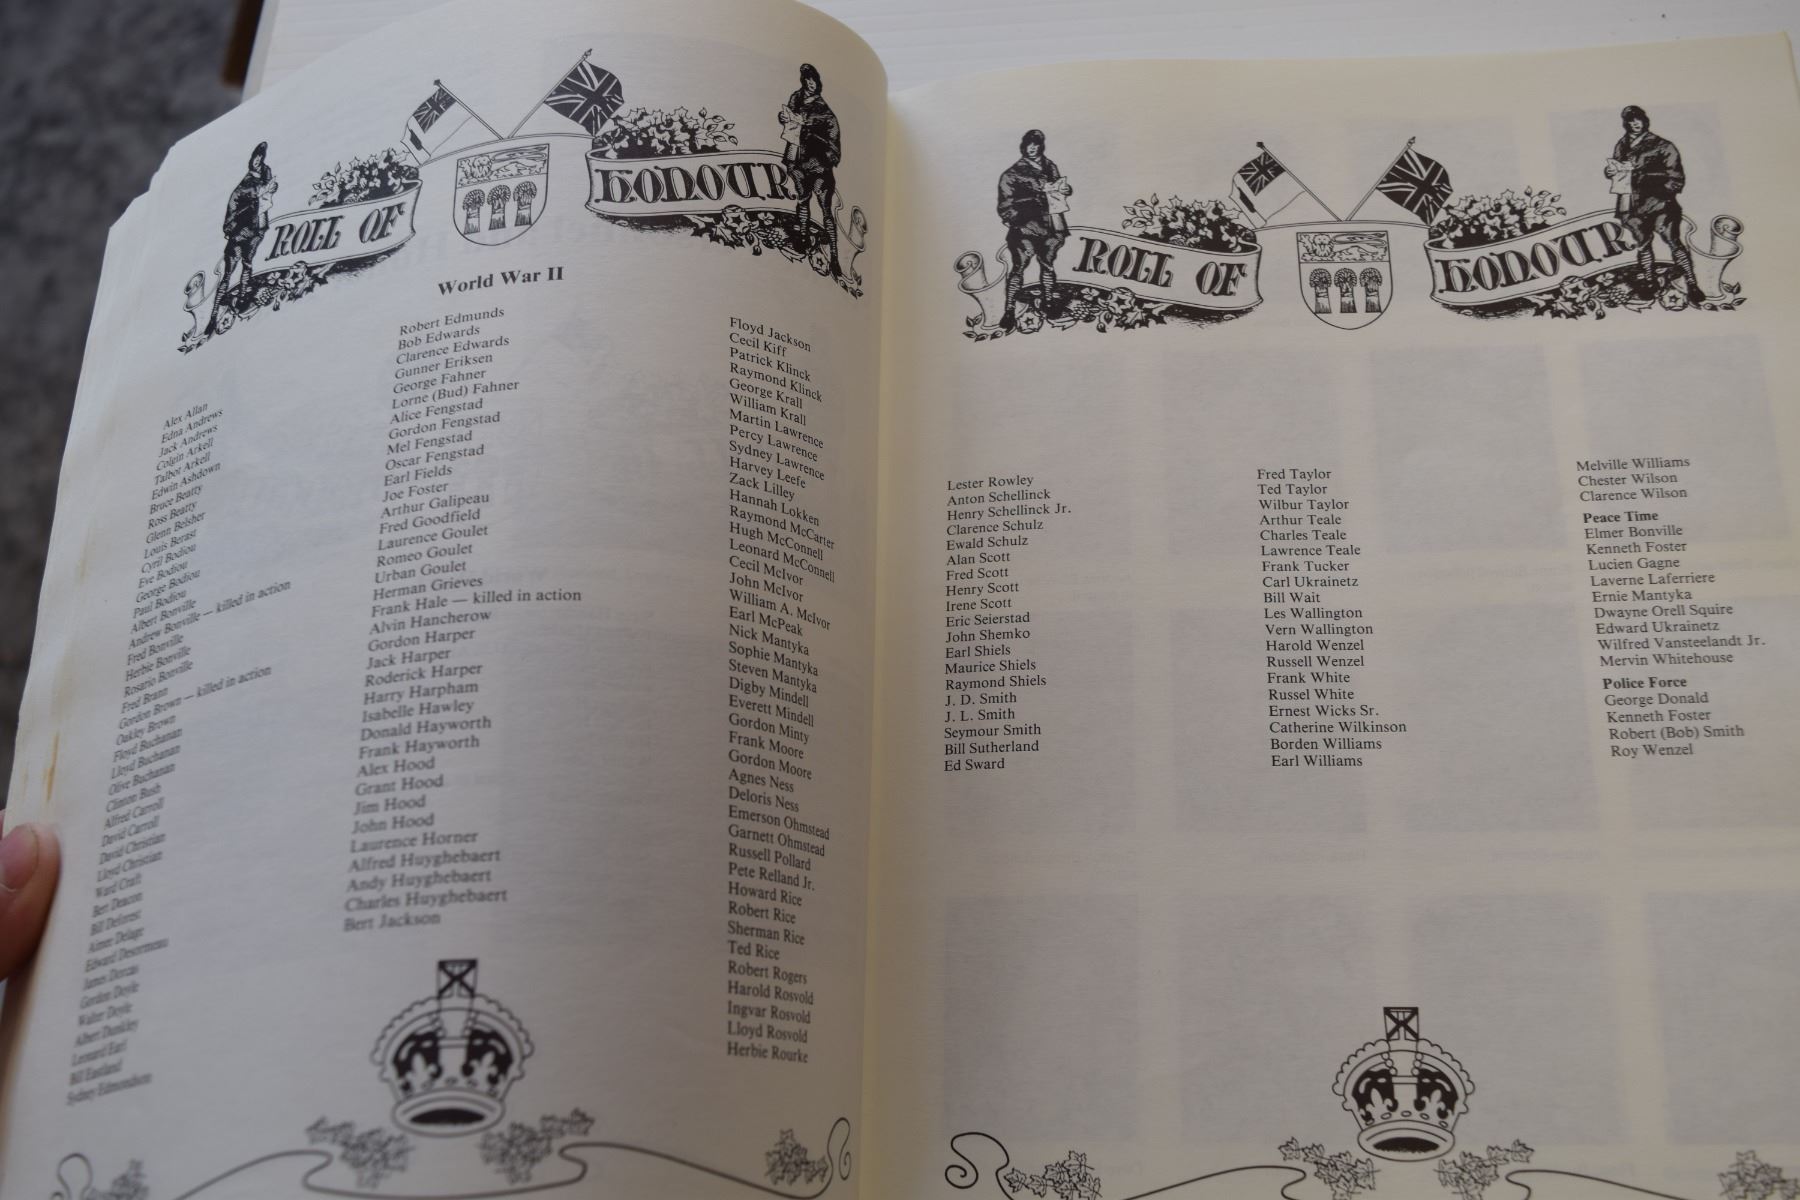 ROLL OF HONOUR
World War II
Alex Allan
Edna Andrews
Jack Andrews
Colgin Arkell
Talbot Arkell
Edwin Ashdown
Bruce Beatty
Ross Beatty
Glenn Belsher
Louis Berast
Cyril Bodiou
Eve Bodiou
George Bodiou
Paul Bodiou
Albert Bonville
Andrew Bonville — killed in action
Fred Bonville
Herbie Bonville
Rosario Bonville
Fred Brann
Gordon Brown — killed in action
Oakley Brown
Floyd Buchanan
Lloyd Buchanan
Olive Buchanan
Clinton Bush
Alfred Carroll
David Carroll
David Christian
Lloyd Christian
Ward Craft
Bert Deacon
Bill Deforest
Aimer Delage
Edward Desormeau
James Dorcas
Gordon Doyle
Walter Doyle
Albert Dunkley
Leonard Earl
Bill Eastland
Sydney Edmondson
Robert Edmunds
Bob Edwards
Clarence Edwards
Gunner Eriksen
George Fahner
Lorne (Bud) Fahner
Alice Fengstad
Gordon Fengstad
Mel Fengstad
Oscar Fengstad
Earl Fields
Joe Foster
Arthur Galipeau
Fred Goodfield
Laurence Goulet
Romeo Goulet
Urban Goulet
Herman Grieves
Frank Hale — killed in action
Alvin Hancherow
Gordon Harper
Jack Harper
Roderick Harper
Harry Harpham
Isabelle Hawley
Donald Hayworth
Frank Hayworth
Alex Hood
Grant Hood
Jim Hood
John Hood
Laurence Horner
Alfred Huyghebaert
Andy Huyghebaert
Charles Huyghebaert
Bert Jackson
Floyd Jackson
Cecil Kiff
Patrick Klinck
Raymond Klinck
George Krall
William Krall
Martin Lawrence
Percy Lawrence
Sydney Lawrence
Harvey Leefe
Zack Lilley
Hannah Lokken
Raymond McCarter
Hugh McConnell
Leonard McConnell
Cecil McIvor
John McIvor
William A. McIvor
Earl McPeak
Nick Mantyka
Sophie Mantyka
Steven Mantyka
Digby Mindell
Everett Mindell
Gordon Minty
Frank Moore
Gordon Moore
Agnes Ness
Deloris Ness
Emerson Ohmstead
Garnett Ohmstead
Russell Pollard
Pete Relland Jr.
Howard Rice
Robert Rice
Sherman Rice
Ted Rice
Robert Rogers
Harold Rosvold
Ingvar Rosvold
Lloyd Rosvold
Herbie Rourke
ROLL OF HONOUR
Lester Rowley
Anton Schellinck
Henry Schellinck Jr.
Clarence Schulz
Ewald Schulz
Alan Scott
Fred Scott
Henry Scott
Irene Scott
Eric Seierstad
John Shemko
Earl Shiels
Maurice Shiels
Raymond Shiels
J. D. Smith
J. L. Smith
Seymour Smith
Bill Sutherland
Ed Sward
Fred Taylor
Ted Taylor
Wilbur Taylor
Arthur Teale
Charles Teale
Lawrence Teale
Frank Tucker
Carl Ukrainetz
Bill Wait
Les Wallington
Vern Wallington
Harold Wenzel
Russell Wenzel
Frank White
Russel White
Ernest Wicks Sr.
Catherine Wilkinson
Borden Williams
Earl Williams
Melville Williams
Chester Wilson
Clarence Wilson
Peace Time
Elmer Bonville
Kenneth Foster
Lucien Gagne
Laverne Laferriere
Ernie Mantyka
Dwayne Orell Squire
Edward Ukrainetz
Wilfred Vansteelandt Jr.
Mervin Whitehouse
Police Force
George Donald
Kenneth Foster
Robert (Bob) Smith
Roy Wenzel